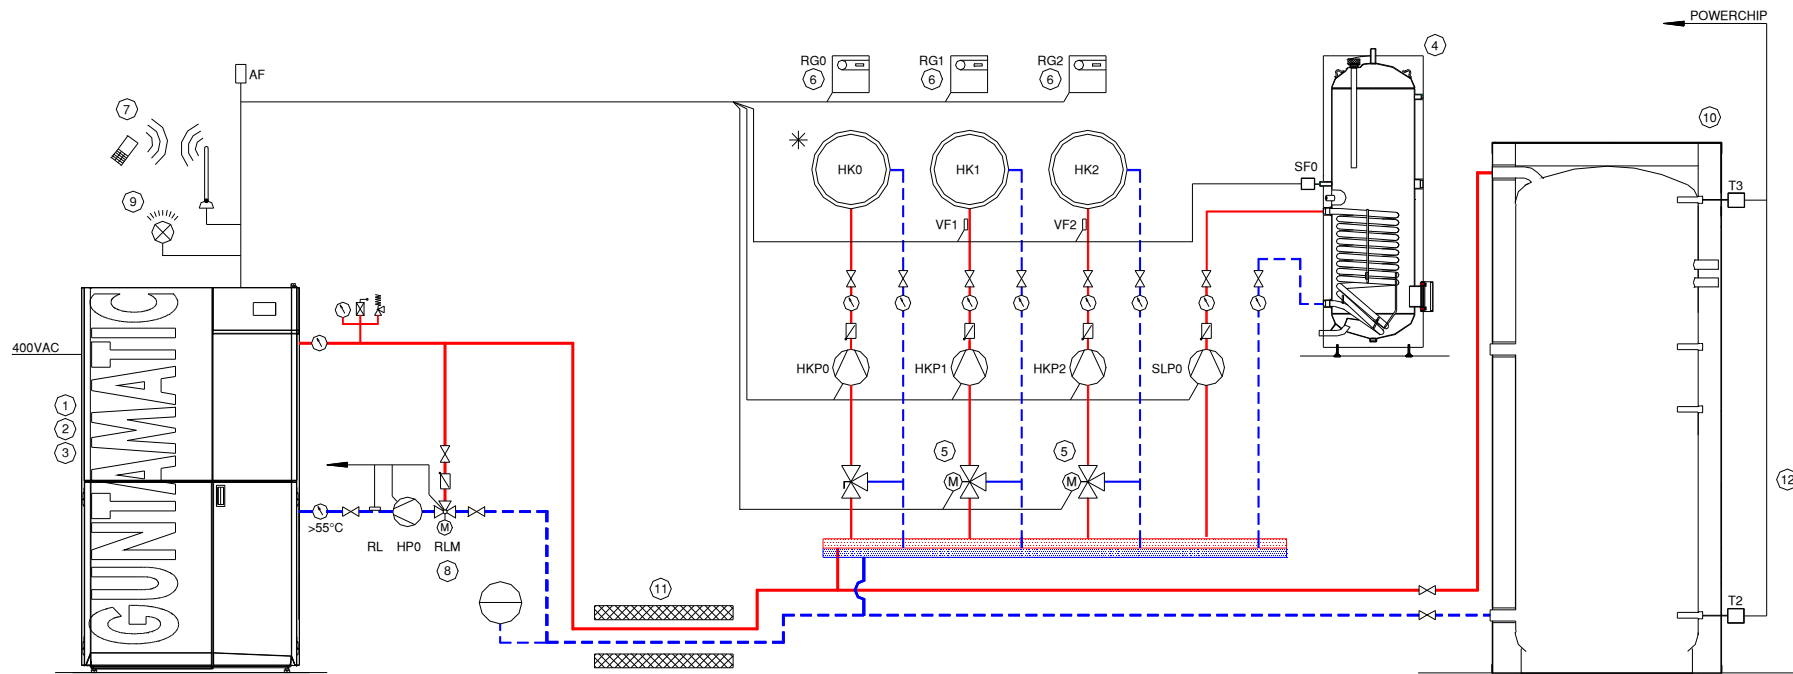 POWERCHIP
AF
RG0
RG1
RG2
6
6
6
4
7
9
10
HK0
HK1
HK2
SF0
T3
VF1
VF2
GUNTAMATIC
400VAC
1
2
3
HKP0
HKP1
HKP2
SLP0
5
5
M
M
12
>55°C
RL
HP0
RLM
M
8
11
T2